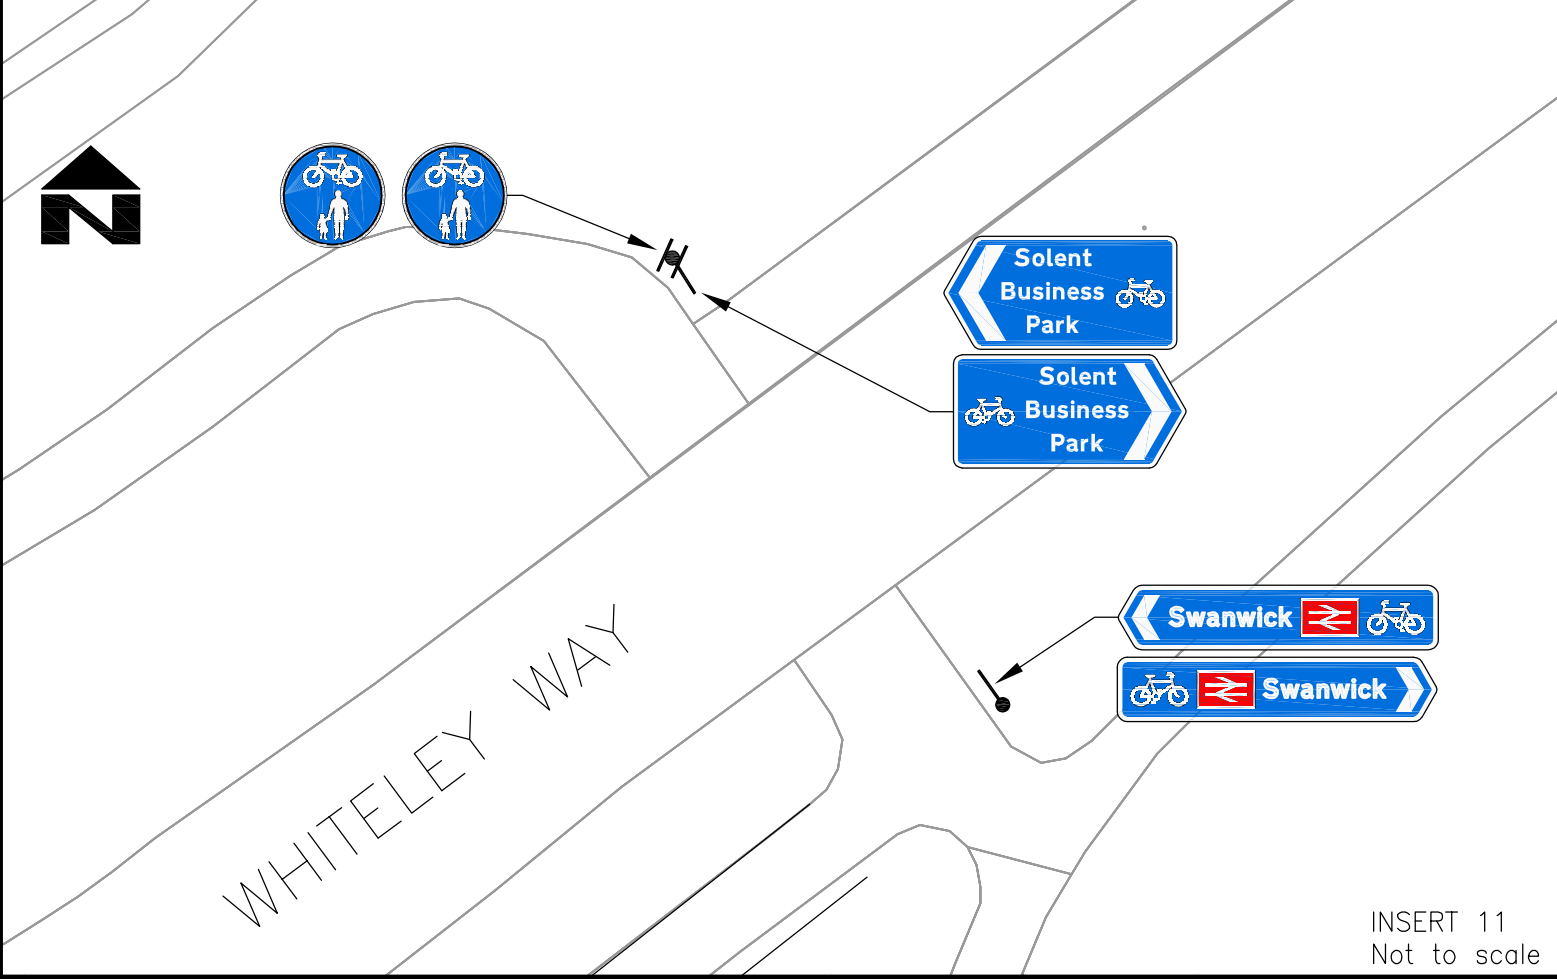 N
Solent
Business
Park
Solent
Business
Park
Swanwick
Swanwick
WHITELEY WAY
INSERT 11
Not to scale